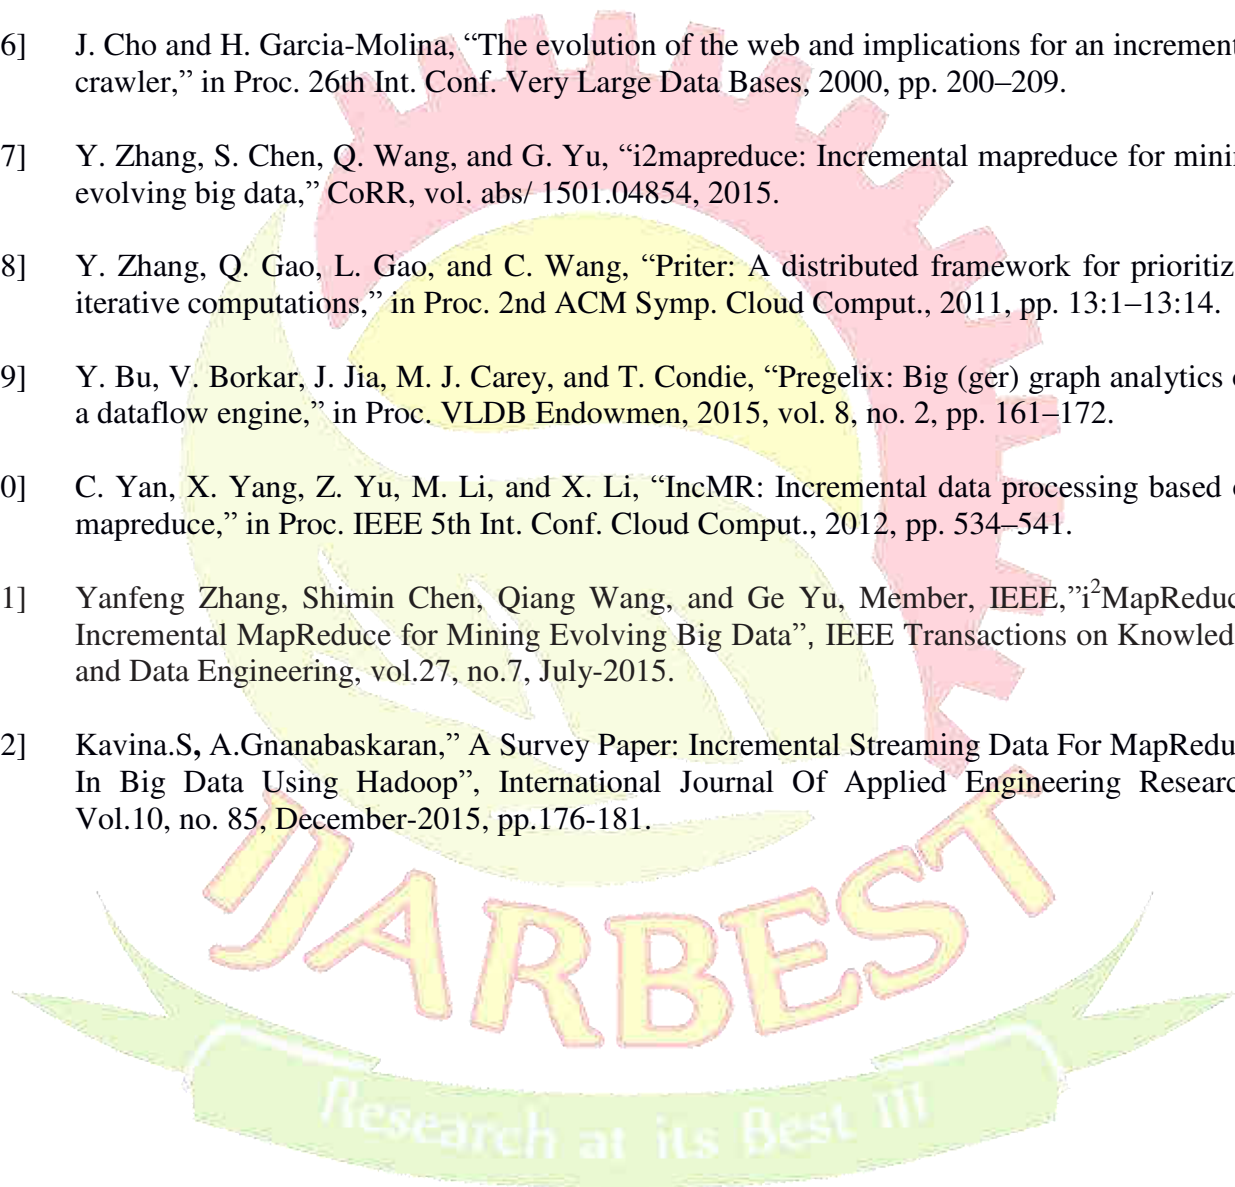 6] J. Cho and H. Garcia-Molina, “The evolution of the web and implications for an increment
crawler,” in Proc. 26th Int. Conf. Very Large Data Bases, 2000, pp. 200–209.
7] Y. Zhang, S. Chen, Q. Wang, and G. Yu, “i2mapreduce: Incremental mapreduce for mini
evolving big data,” CoRR, vol. abs/ 1501.04854, 2015.
8] Y. Zhang, Q. Gao, L. Gao, and C. Wang, “Priter: A distributed framework for prioritiz
iterative computations,” in Proc. 2nd ACM Symp. Cloud Comput., 2011, pp. 13:1–13:14.
9] Y. Bu, V. Borkar, J. Jia, M. J. Carey, and T. Condie, “Pregelix: Big (ger) graph analytics
a dataflow engine,” in Proc. VLDB Endowmen, 2015, vol. 8, no. 2, pp. 161–172.
0] C. Yan, X. Yang, Z. Yu, M. Li, and X. Li, “IncMR: Incremental data processing based
mapreduce,” in Proc. IEEE 5th Int. Conf. Cloud Comput., 2012, pp. 534–541.
1] Yanfeng Zhang, Shimin Chen, Qiang Wang, and Ge Yu, Member, IEEE,”i²MapReduc
Incremental MapReduce for Mining Evolving Big Data”, IEEE Transactions on Knowled
and Data Engineering, vol.27, no.7, July-2015.
2] Kavina.S, A.Gnanabaskaran,” A Survey Paper: Incremental Streaming Data For MapRedu
In Big Data Using Hadoop”, International Journal Of Applied Engineering Researc
Vol.10, no. 85, December-2015, pp.176-181.
IJARBEST
Research at its Best !!!